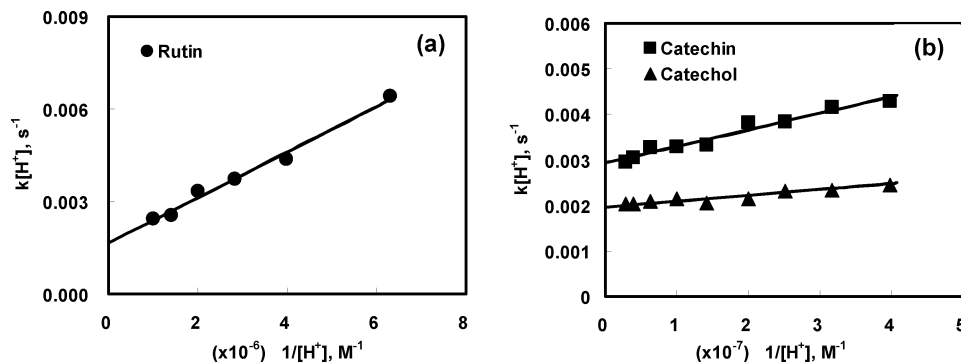 (a)
Rutin
0.009
0.006
0.003
0.000
k[H⁺], s⁻¹
0 2 4 6 8
(x10⁻⁶) 1/[H⁺], M⁻¹
(b)
Catechin
Catechol
0.006
0.005
0.004
0.003
0.002
0.001
0
k[H⁺], s⁻¹
0 1 2 3 4 5
(x10⁻⁷) 1/[H⁺], M⁻¹